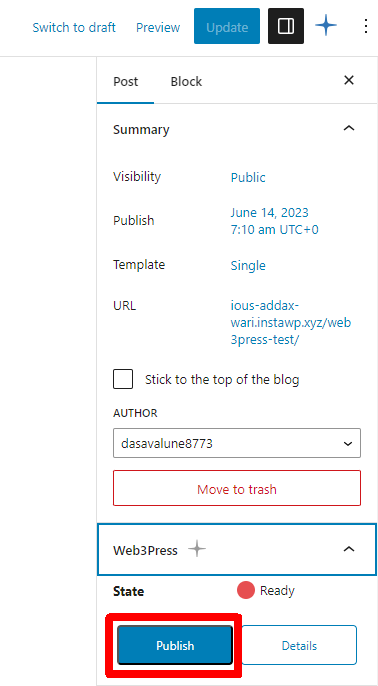 Switch to draft Preview Update
Post Block
Summary
Visibility Public
Publish June 14, 2023
7:10 am UTC+0
Template Single
URL ious-addax-
wari.instawp.xyz/web
3press-test/
Stick to the top of the blog
AUTHOR
dasavalune8773
Move to trash
Web3Press
State Ready
Publish Details